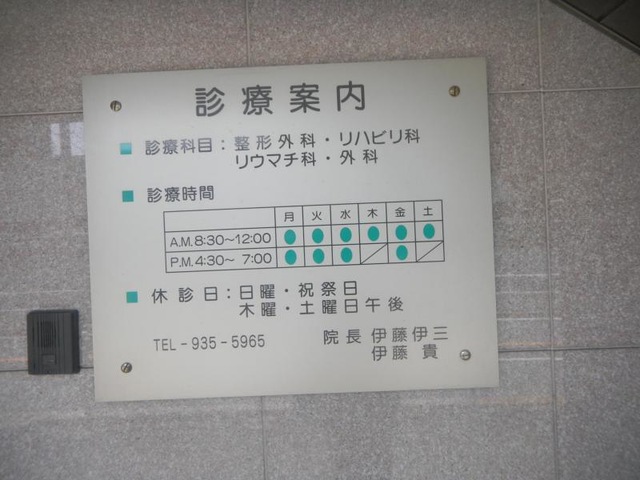 診療案内
診療科目：整形外科・リハビリ科
リウマチ科・外科
診療時間
月 火 水 木 金 土
A.M.8:30～12:00 ● ● ● ● ● ●
P.M.4:30～ 7:00 ● ● ● ／ ● ／
休診日：日曜・祝祭日
木曜・土曜日午後
TEL－935－5965
院長 伊藤伊三
伊藤 貴